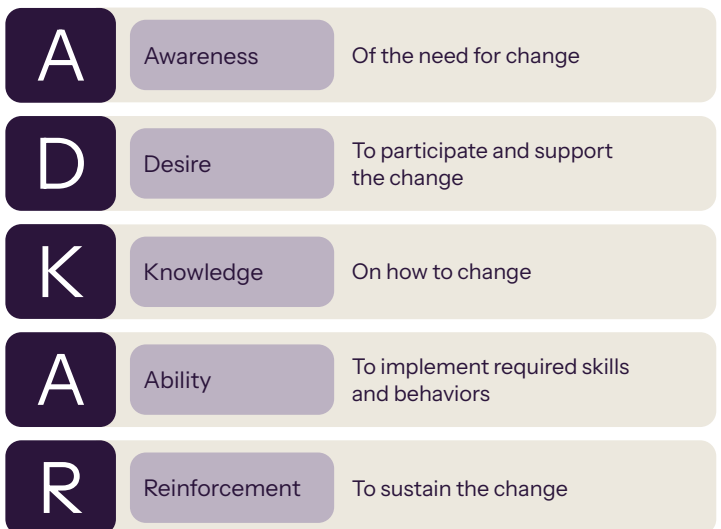 A
Awareness
Of the need for change
D
Desire
To participate and support
the change
K
Knowledge
On how to change
A
Ability
To implement required skills
and behaviors
R
Reinforcement
To sustain the change